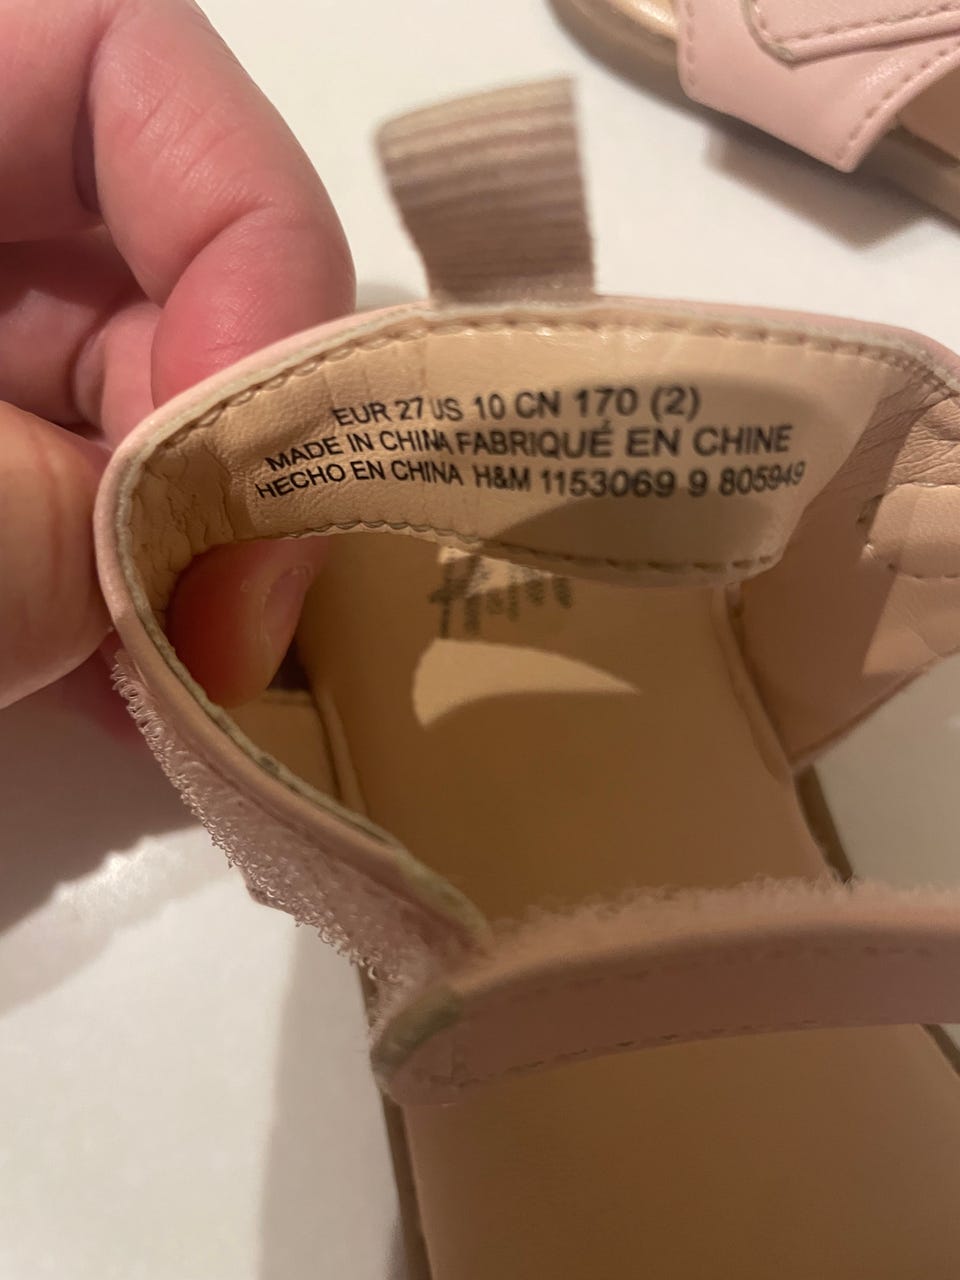 EUR 27 US 10 CN 170 (2)
MADE IN CHINA FABRIQUÉ EN CHINE
HECHO EN CHINA H&M 1153069 9 805949